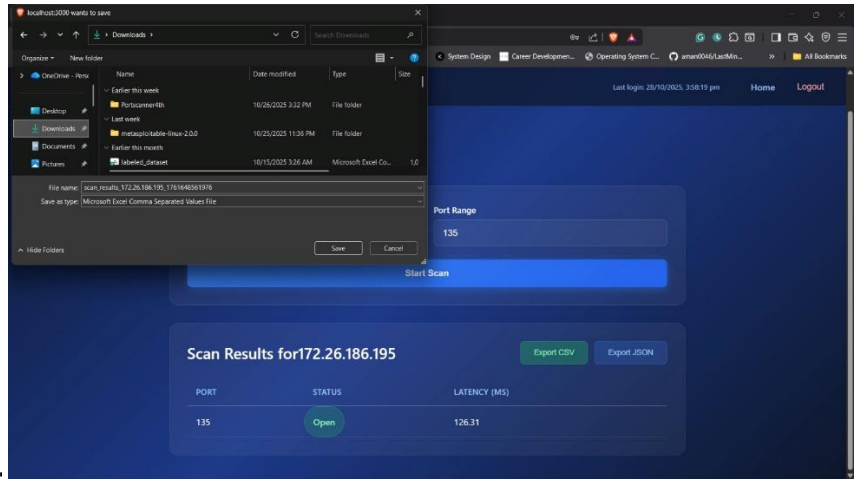 localhost:3000 wants to save
Downloads
Search Downloads
Organize
New folder
Name Date modified Type Size
OneDrive - Perso
Desktop
Downloads
Documents
Pictures
Earlier this week
Portscanner4th 10/26/2025 3:32 PM File folder
Last week
metasploitable-linux-2.0.0 10/25/2025 11:36 PM File folder
Earlier this month
labeled_dataset 10/15/2025 3:26 AM Microsoft Excel Co... 1,0
File name: scan_results_172.26.186.195_1761648561976
Save as type: Microsoft Excel Comma Separated Values File
Hide Folders
Save Cancel
System Design Career Developmen... Operating System C... aman0046/LastMin... » All Bookmarks
Last login: 28/10/2025, 3:58:19 pm Home Logout
Port Range
135
Start Scan
Scan Results for172.26.186.195
Export CSV Export JSON
PORT STATUS LATENCY (MS)
135 Open 126.31